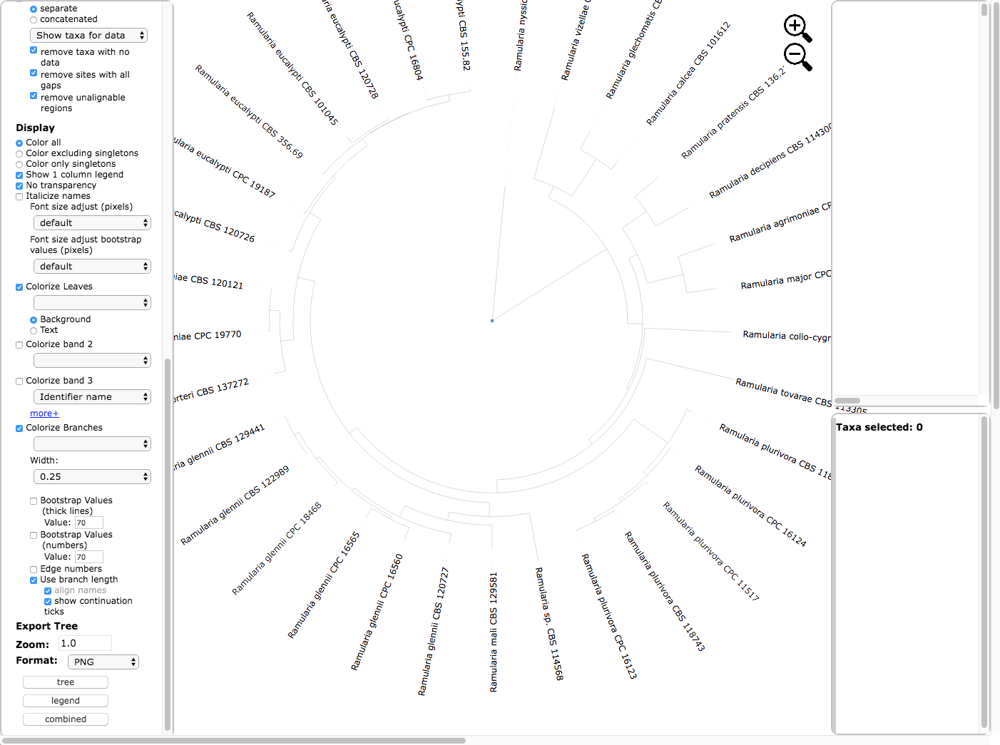 separate
concatenated
Show taxa for data
remove taxa with no
data
remove sites with all
gaps
remove unalignable
regions
Display
Color all
Color excluding singletons
Color only singletons
Show 1 column legend
No transparency
Italicize names
Font size adjust (pixels)
default
Font size adjust bootstrap
values (pixels)
default
Colorize Leaves
Background
Text
Colorize band 2
Colorize band 3
Identifier name
more+
Colorize Branches
Width:
0.25
Bootstrap Values
(thick lines)
Value: 70
Bootstrap Values
(numbers)
Value: 70
Edge numbers
Use branch length
align names
show continuation
ticks
Export Tree
Zoom: 1.0
Format: PNG
tree
legend
combined
Ramularia nyssic
Ramularia vizellae C
Ramularia glechomatis CB
Ramularia calcea CBS 101612
Ramularia pratensis CBS 136.2
Ramularia decipiens CBS 114300
Ramularia agrimoniae CP
Ramularia major CPC
Ramularia collo-cygr
Ramularia tovarae CBS 113305
Ramularia plurivora CBS 118
Ramularia plurivora CPC 16124
Ramularia plurivora CPC 11517
Ramularia plurivora CBS 118743
Ramularia plurivora CPC 16123
Ramularia sp. CBS 114568
Ramularia mali CBS 129581
Ramularia glennii CBS 120727
Ramularia glennii CPC 16560
Ramularia glennii CPC 16565
Ramularia glennii CPC 18468
Ramularia glennii CBS 122989
ria glennii CBS 129441
orteri CBS 137272
niae CPC 19770
iae CBS 120121
calypti CBS 120726
ularia eucalypti CPC 19187
Ramularia eucalypti CBS 356.69
Ramularia eucalypti CBS 101045
ria eucalypti CBS 120728
calypti CPC 16804
ypti CBS 155.82
Taxa selected: 0